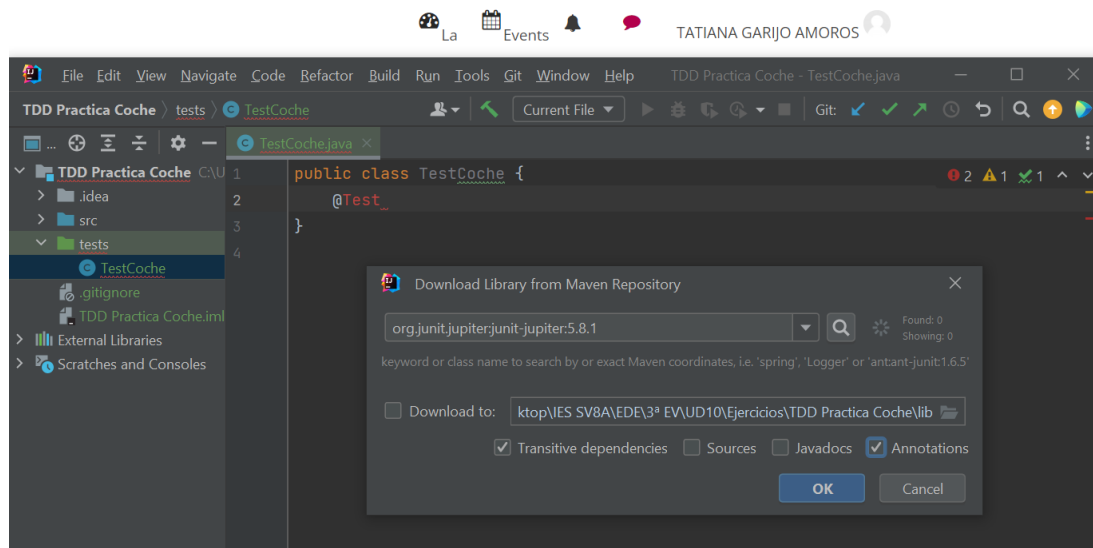 La Events TATIANA GARIJO AMOROS
File Edit View Navigate Code Refactor Build Run Tools Git Window Help TDD Practica Coche - TestCoche.java
TDD Practica Coche tests TestCoche Current File Git:
... TestCoche.java
TDD Practica Coche C:\U
.idea
src
tests
TestCoche
.gitignore
TDD Practica Coche.iml
External Libraries
Scratches and Consoles
1 public class TestCoche {
2 @Test
3 }
4
2 1 1
Download Library from Maven Repository
org.junit.jupiter:junit-jupiter:5.8.1
Found: 0
Showing: 0
keyword or class name to search by or exact Maven coordinates, i.e. 'spring', 'Logger' or 'ant:ant-junit:1.6.5'
Download to: ktop\IES SV8A\EDE\3ª EV\UD10\Ejercicios\TDD Practica Coche\lib
Transitive dependencies Sources Javadocs Annotations
OK Cancel